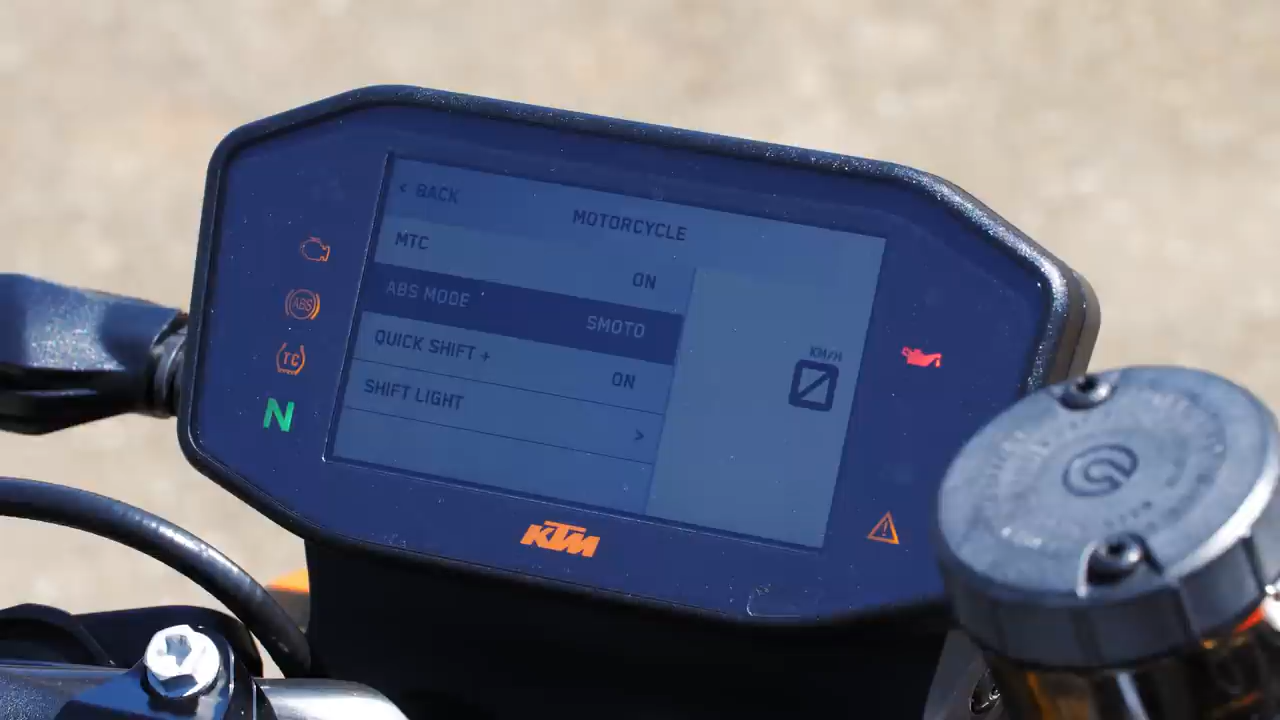 < BACK
MOTORCYCLE
MTC
ON
ABS MODE
SMOTO
QUICK SHIFT +
ON
SHIFT LIGHT
>
KM/H
ABS
TC
N
KTM